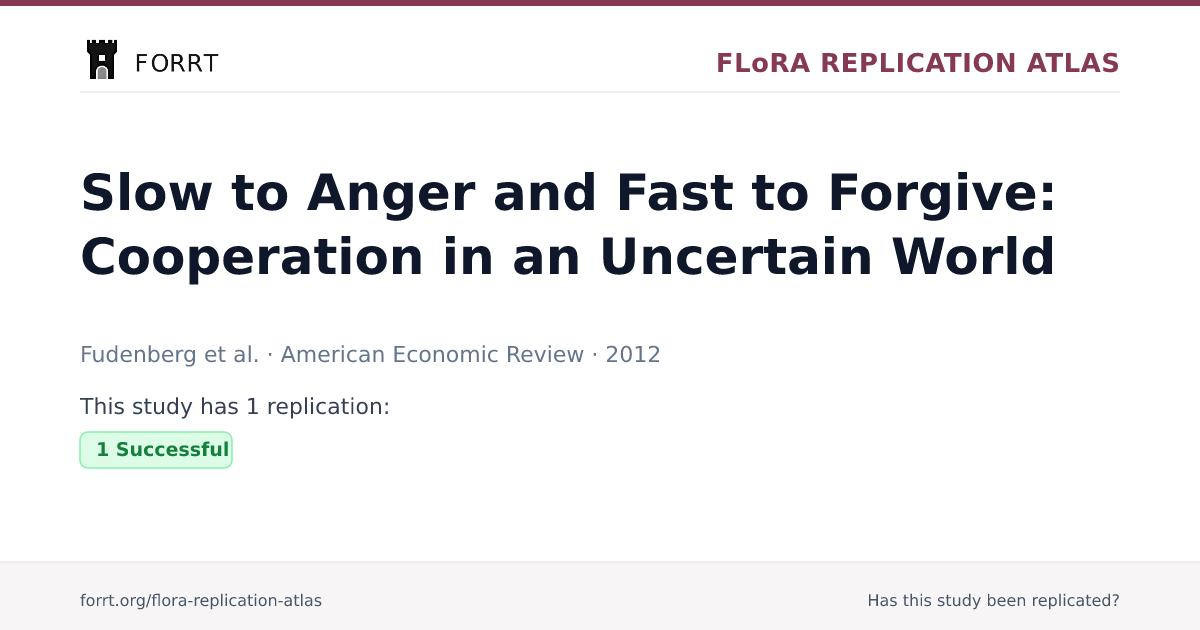 FORRT
FLoRA REPLICATION ATLAS
Slow to Anger and Fast to Forgive:
Cooperation in an Uncertain World
Fudenberg et al. · American Economic Review · 2012
This study has 1 replication:
1 Successful
forrt.org/flora-replication-atlas
Has this study been replicated?